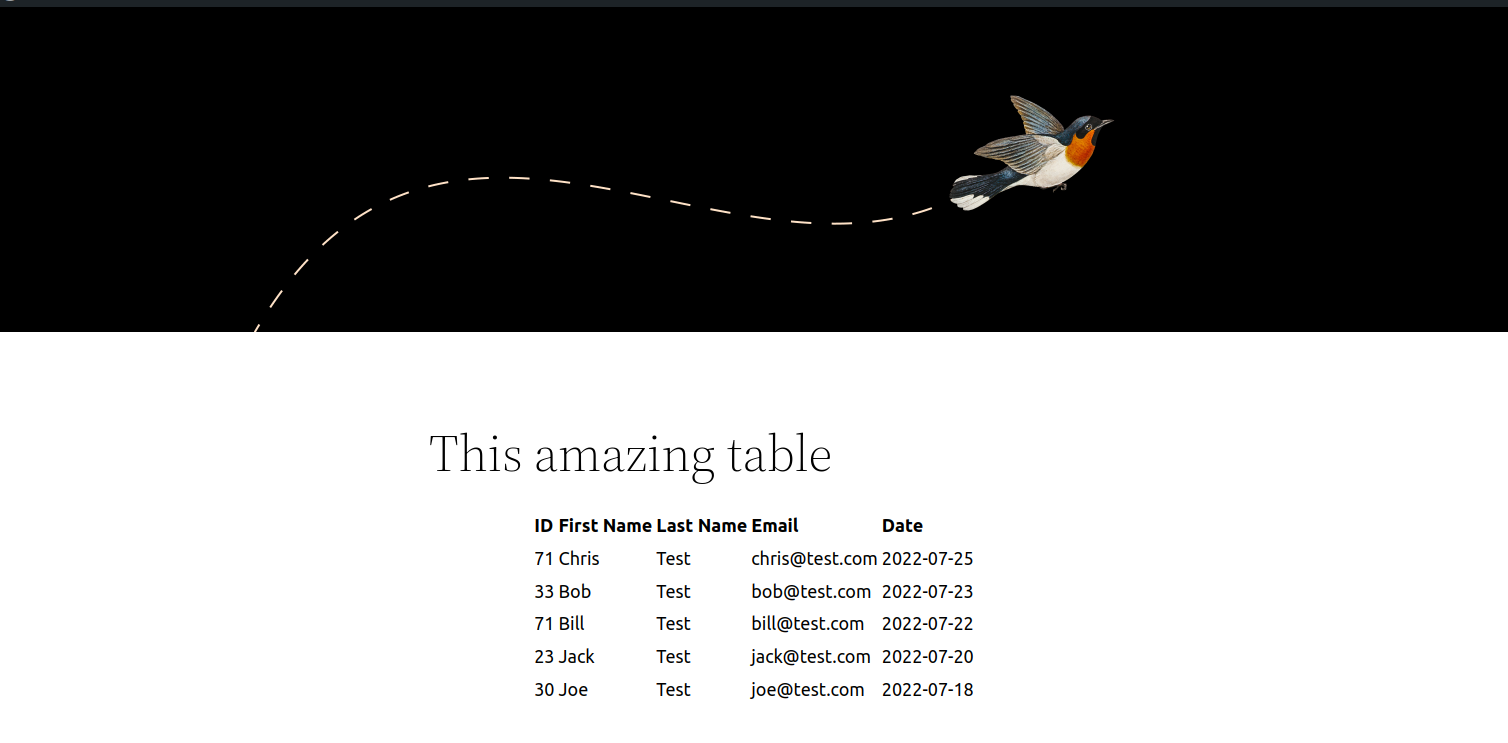 This amazing table
ID First Name Last Name Email Date
71 Chris Test chris@test.com 2022-07-25
33 Bob Test bob@test.com 2022-07-23
71 Bill Test bill@test.com 2022-07-22
23 Jack Test jack@test.com 2022-07-20
30 Joe Test joe@test.com 2022-07-18